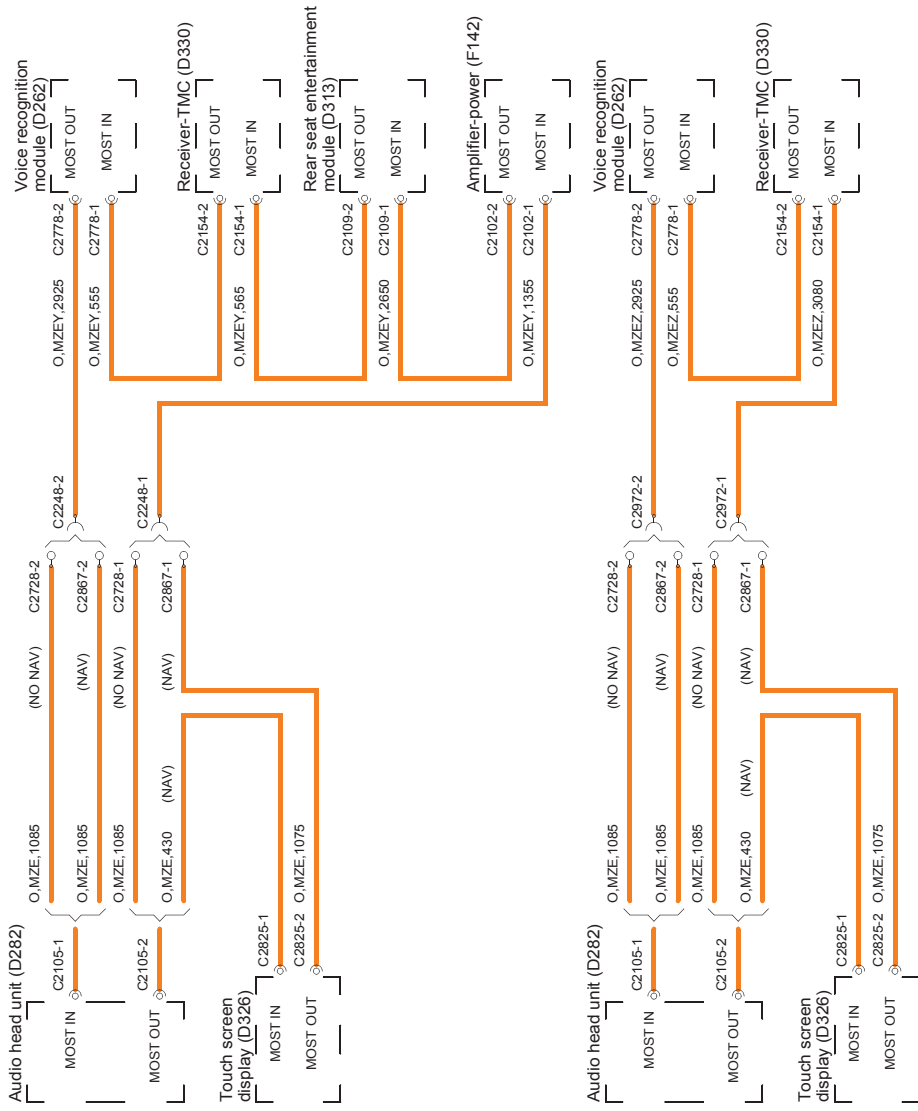 Audio head unit (D282)
MOST IN
MOST OUT
C2105-1
C2105-2
Touch screen
display (D326)
MOST IN
MOST OUT
C2825-1
C2825-2
O,MZE,1085
(NO NAV)
C2728-2
O,MZE,1085
(NAV)
C2867-2
O,MZE,1085
(NO NAV)
C2728-1
O,MZE,430
(NAV)
(NAV)
C2867-1
O,MZE,1075
C2248-2
C2248-1
O,MZEY,2925
C2778-2
O,MZEY,555
C2778-1
Voice recognition
module (D262)
MOST OUT
MOST IN
C2154-2
O,MZEY,565
C2154-1
Receiver-TMC (D330)
MOST OUT
MOST IN
C2109-2
O,MZEY,2650
C2109-1
Rear seat entertainment
module (D313)
MOST OUT
MOST IN
C2102-2
O,MZEY,1355
C2102-1
Amplifier-power (F142)
MOST OUT
MOST IN
Audio head unit (D282)
MOST IN
MOST OUT
C2105-1
C2105-2
Touch screen
display (D326)
MOST IN
MOST OUT
C2825-1
C2825-2
O,MZE,1085
(NO NAV)
C2728-2
O,MZE,1085
(NAV)
C2867-2
O,MZE,1085
(NO NAV)
C2728-1
O,MZE,430
(NAV)
(NAV)
C2867-1
O,MZE,1075
C2972-2
C2972-1
O,MZEZ,2925
C2778-2
O,MZEZ,555
C2778-1
Voice recognition
module (D262)
MOST OUT
MOST IN
C2154-2
O,MZEZ,3080
C2154-1
Receiver-TMC (D330)
MOST OUT
MOST IN